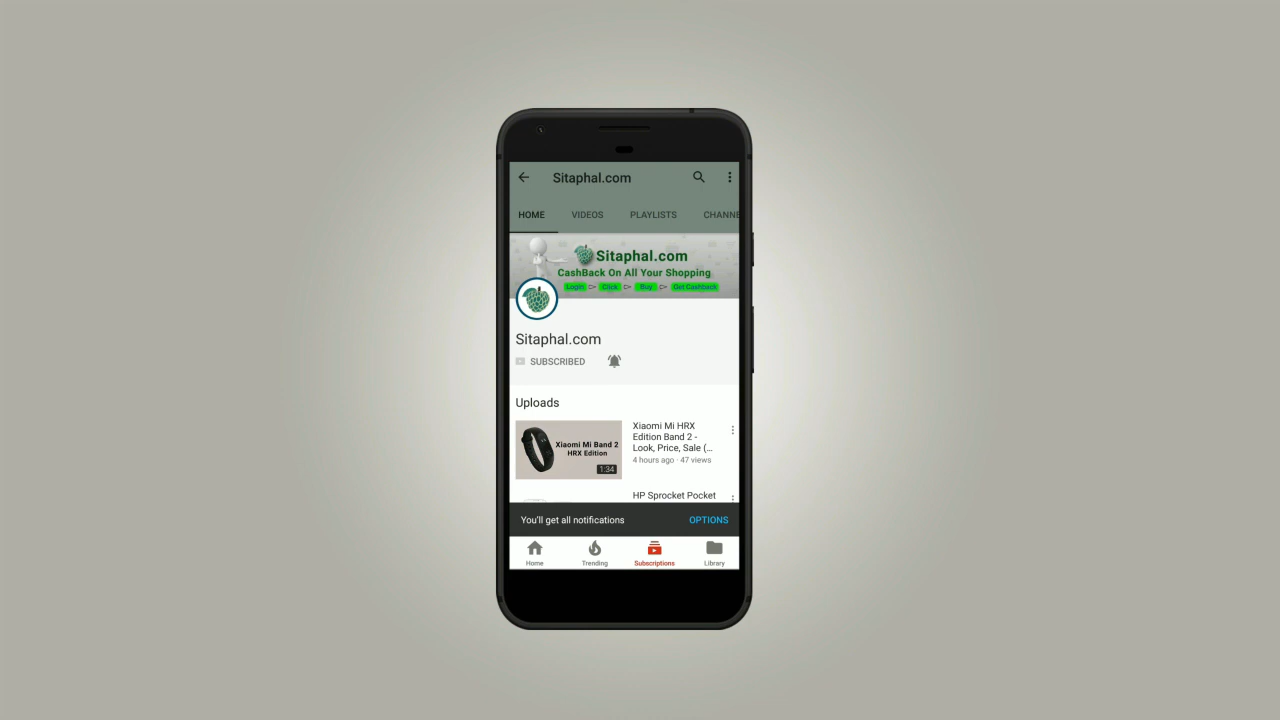 Sitaphal.com
HOME VIDEOS PLAYLISTS CHANNE
Sitaphal.com
CashBack On All Your Shopping
Login Click Buy Get Cashback
Sitaphal.com
SUBSCRIBED
Uploads
Xiaomi Mi Band 2
HRX Edition
1:34
Xiaomi Mi HRX
Edition Band 2 -
Look, Price, Sale (...
4 hours ago · 47 views
HP Sprocket Pocket
You'll get all notifications OPTIONS
Home Trending Subscriptions Library